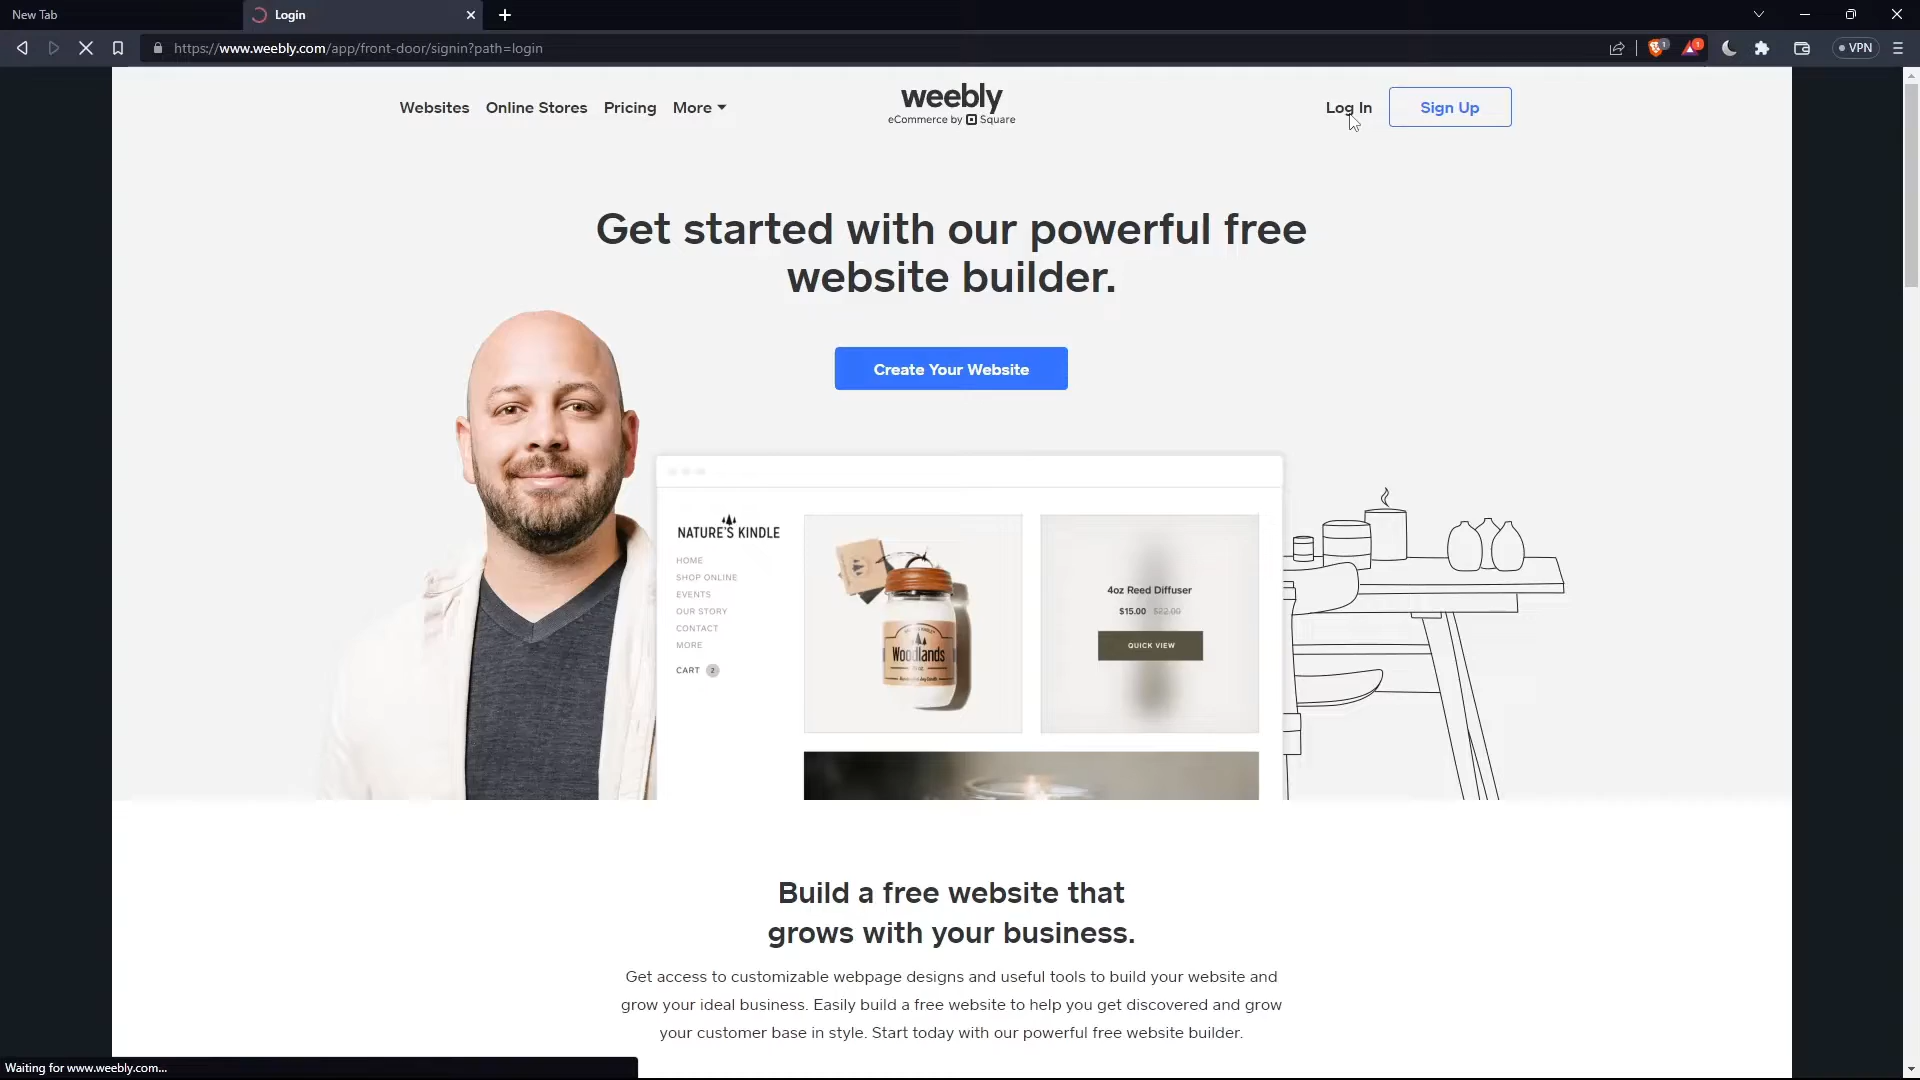 New Tab
Login
https://www.weebly.com/app/front-door/signin?path=login
1
1
VPN
Websites
Online Stores
Pricing
More
weebly
eCommerce by Square
Log In
Sign Up
Get started with our powerful free
website builder.
Create Your Website
NATURE'S KINDLE
HOME
SHOP ONLINE
EVENTS
OUR STORY
CONTACT
MORE
CART 2
Woodlands
4oz Reed Diffuser
$15.00 $22.00
QUICK VIEW
Build a free website that
grows with your business.
Get access to customizable webpage designs and useful tools to build your website and
grow your ideal business. Easily build a free website to help you get discovered and grow
your customer base in style. Start today with our powerful free website builder.
Waiting for www.weebly.com...